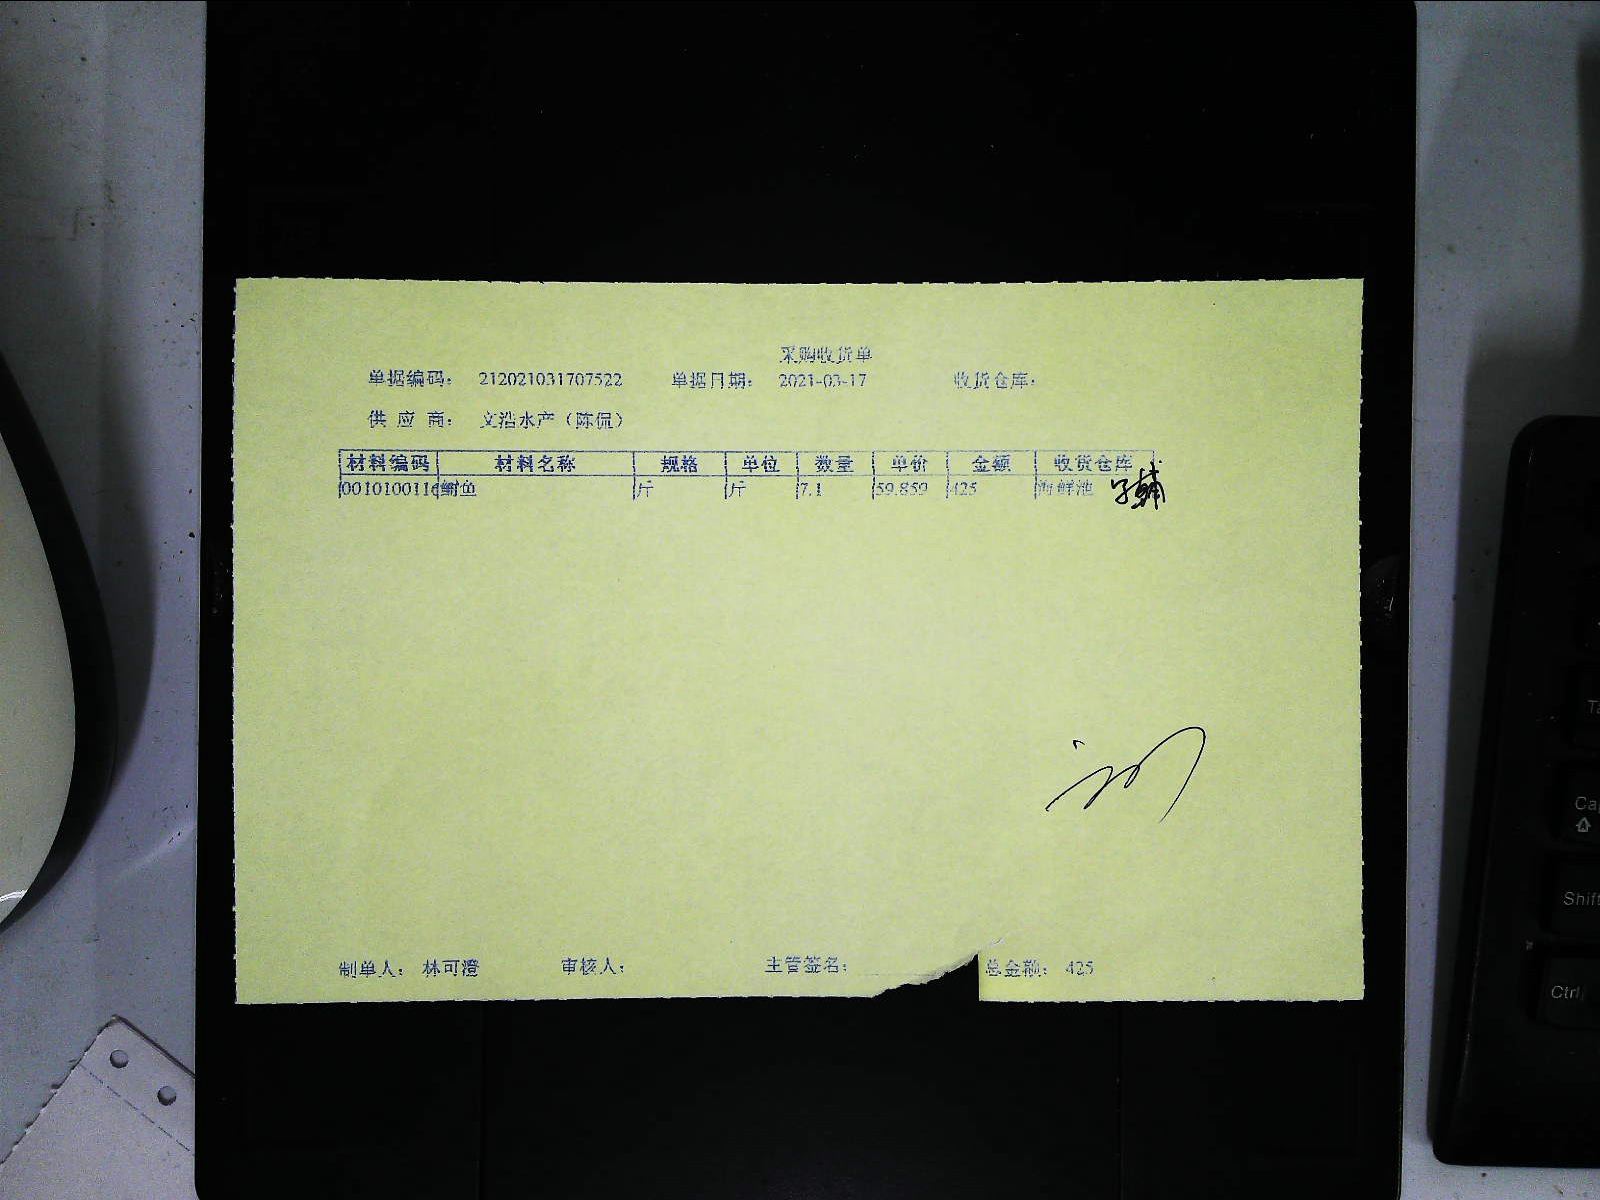 采购收货单
单据编码： 212021031707522 单据日期： 2021-03-17 收货仓库：
供 应 商： 文浩水产（陈侃）
材料编码 材料名称 规格 单位 数量 单价 金额 收货仓库
斤 斤 7.1 59.859 425 海鲜池
制单人： 林可澄 审核人： 主管签名： 总金额： 425
Shift
Ctrl